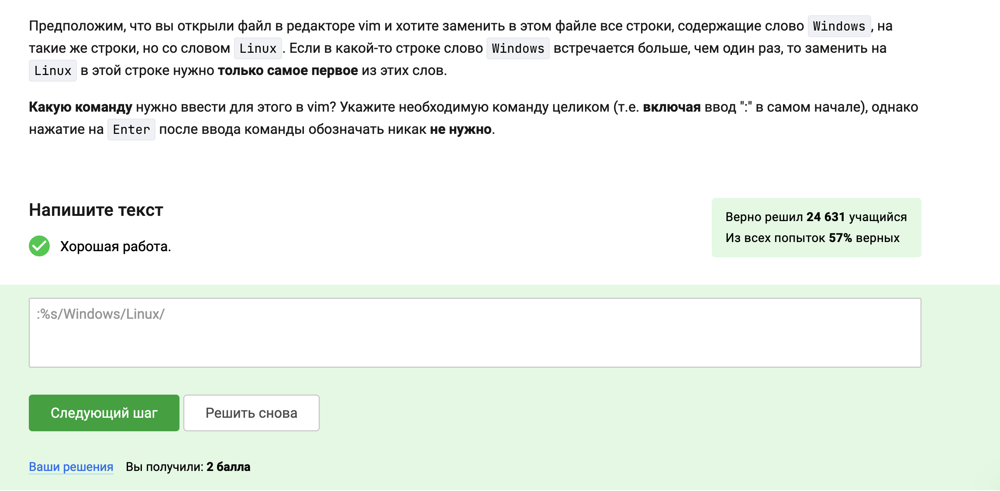 Предположим, что вы открыли файл в редакторе vim и хотите заменить в этом файле все строки, содержащие слово Windows, на
такие же строки, но со словом Linux. Если в какой-то строке слово Windows встречается больше, чем один раз, то заменить на
Linux в этой строке нужно только самое первое из этих слов.
Какую команду нужно ввести для этого в vim? Укажите необходимую команду целиком (т.е. включая ввод ":" в самом начале), однако
нажатие на Enter после ввода команды обозначать никак не нужно.
Напишите текст
Верно решил 24 631 учащийся
Из всех попыток 57% верных
Хорошая работа.
:%s/Windows/Linux/
Следующий шаг Решить снова
Ваши решения Вы получили: 2 балла